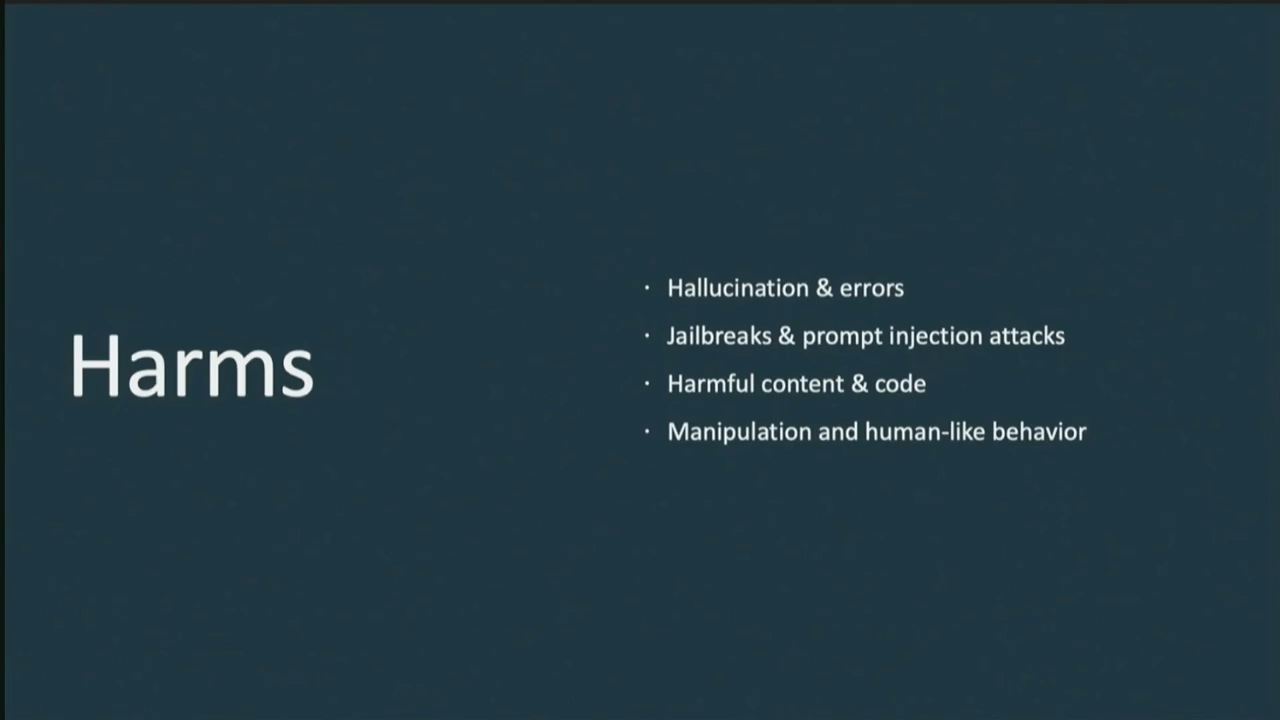 Harms
· Hallucination & errors
· Jailbreaks & prompt injection attacks
· Harmful content & code
· Manipulation and human-like behavior